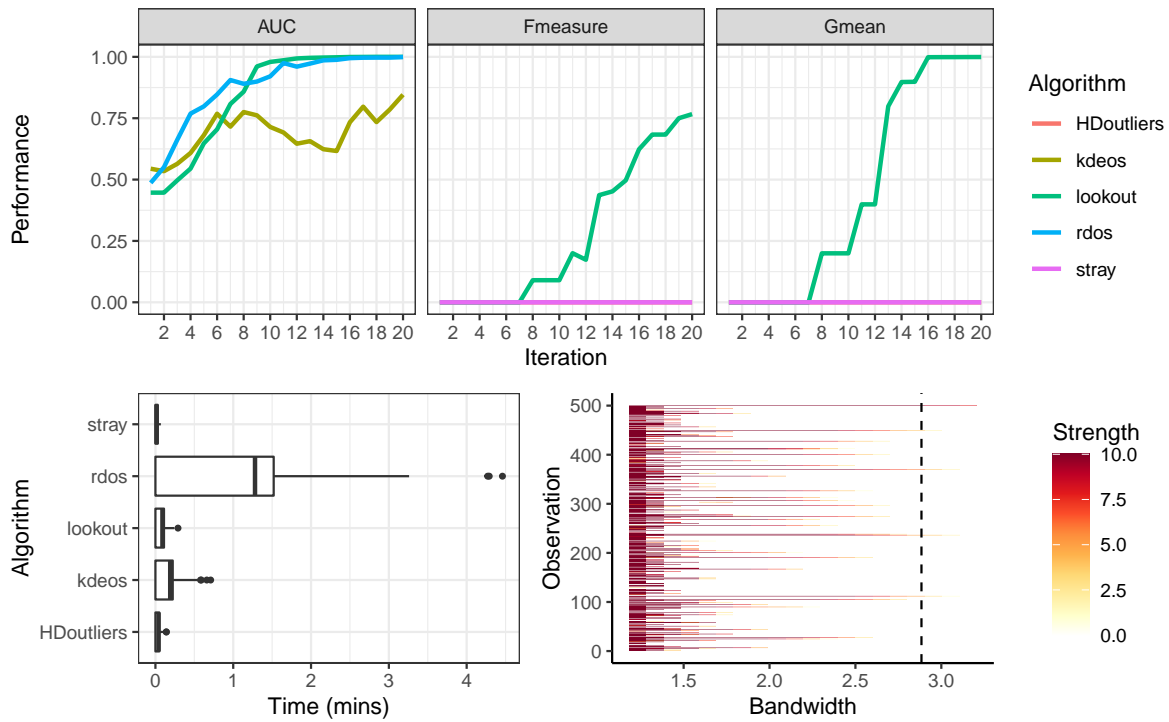 AUC
Fmeasure
Gmean
Performance
1.00
0.75
0.50
0.25
0.00
2 4 6 8 10 12 14 16 18 20
2 4 6 8 10 12 14 16 18 20
2 4 6 8 10 12 14 16 18 20
Iteration
Algorithm
HDoutliers
kdeos
lookout
rdos
stray
Algorithm
stray
rdos
lookout
kdeos
HDoutliers
0 1 2 3 4
Time (mins)
Observation
500
400
300
200
100
0
1.5 2.0 2.5 3.0
Bandwidth
Strength
10.0
7.5
5.0
2.5
0.0